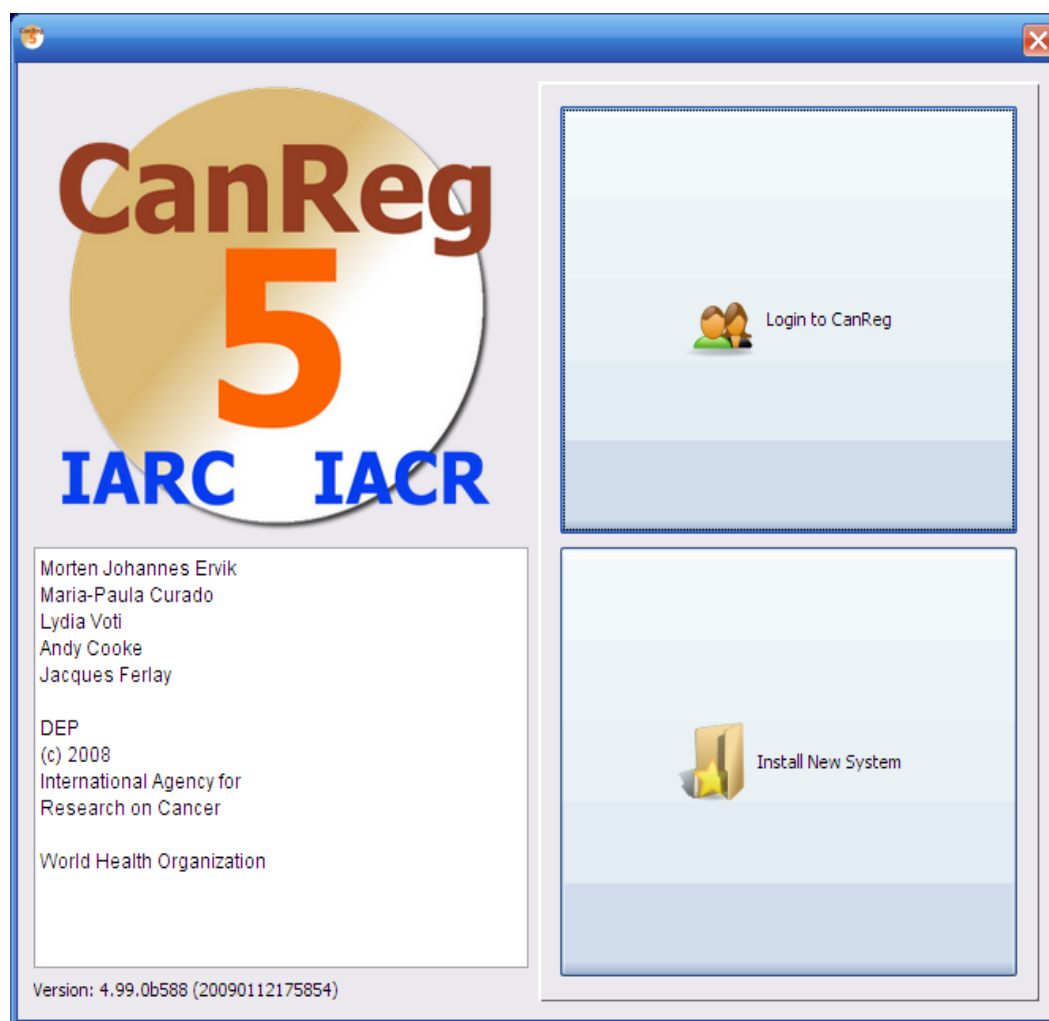 CanReg
5
IARC IACR
Login to CanReg
Morten Johannes Ervik
Maria-Paula Curado
Lydia Voti
Andy Cooke
Jacques Ferlay
DEP
(c) 2008
International Agency for
Research on Cancer
World Health Organization
Install New System
Version: 4.99.0b588 (20090112175854)